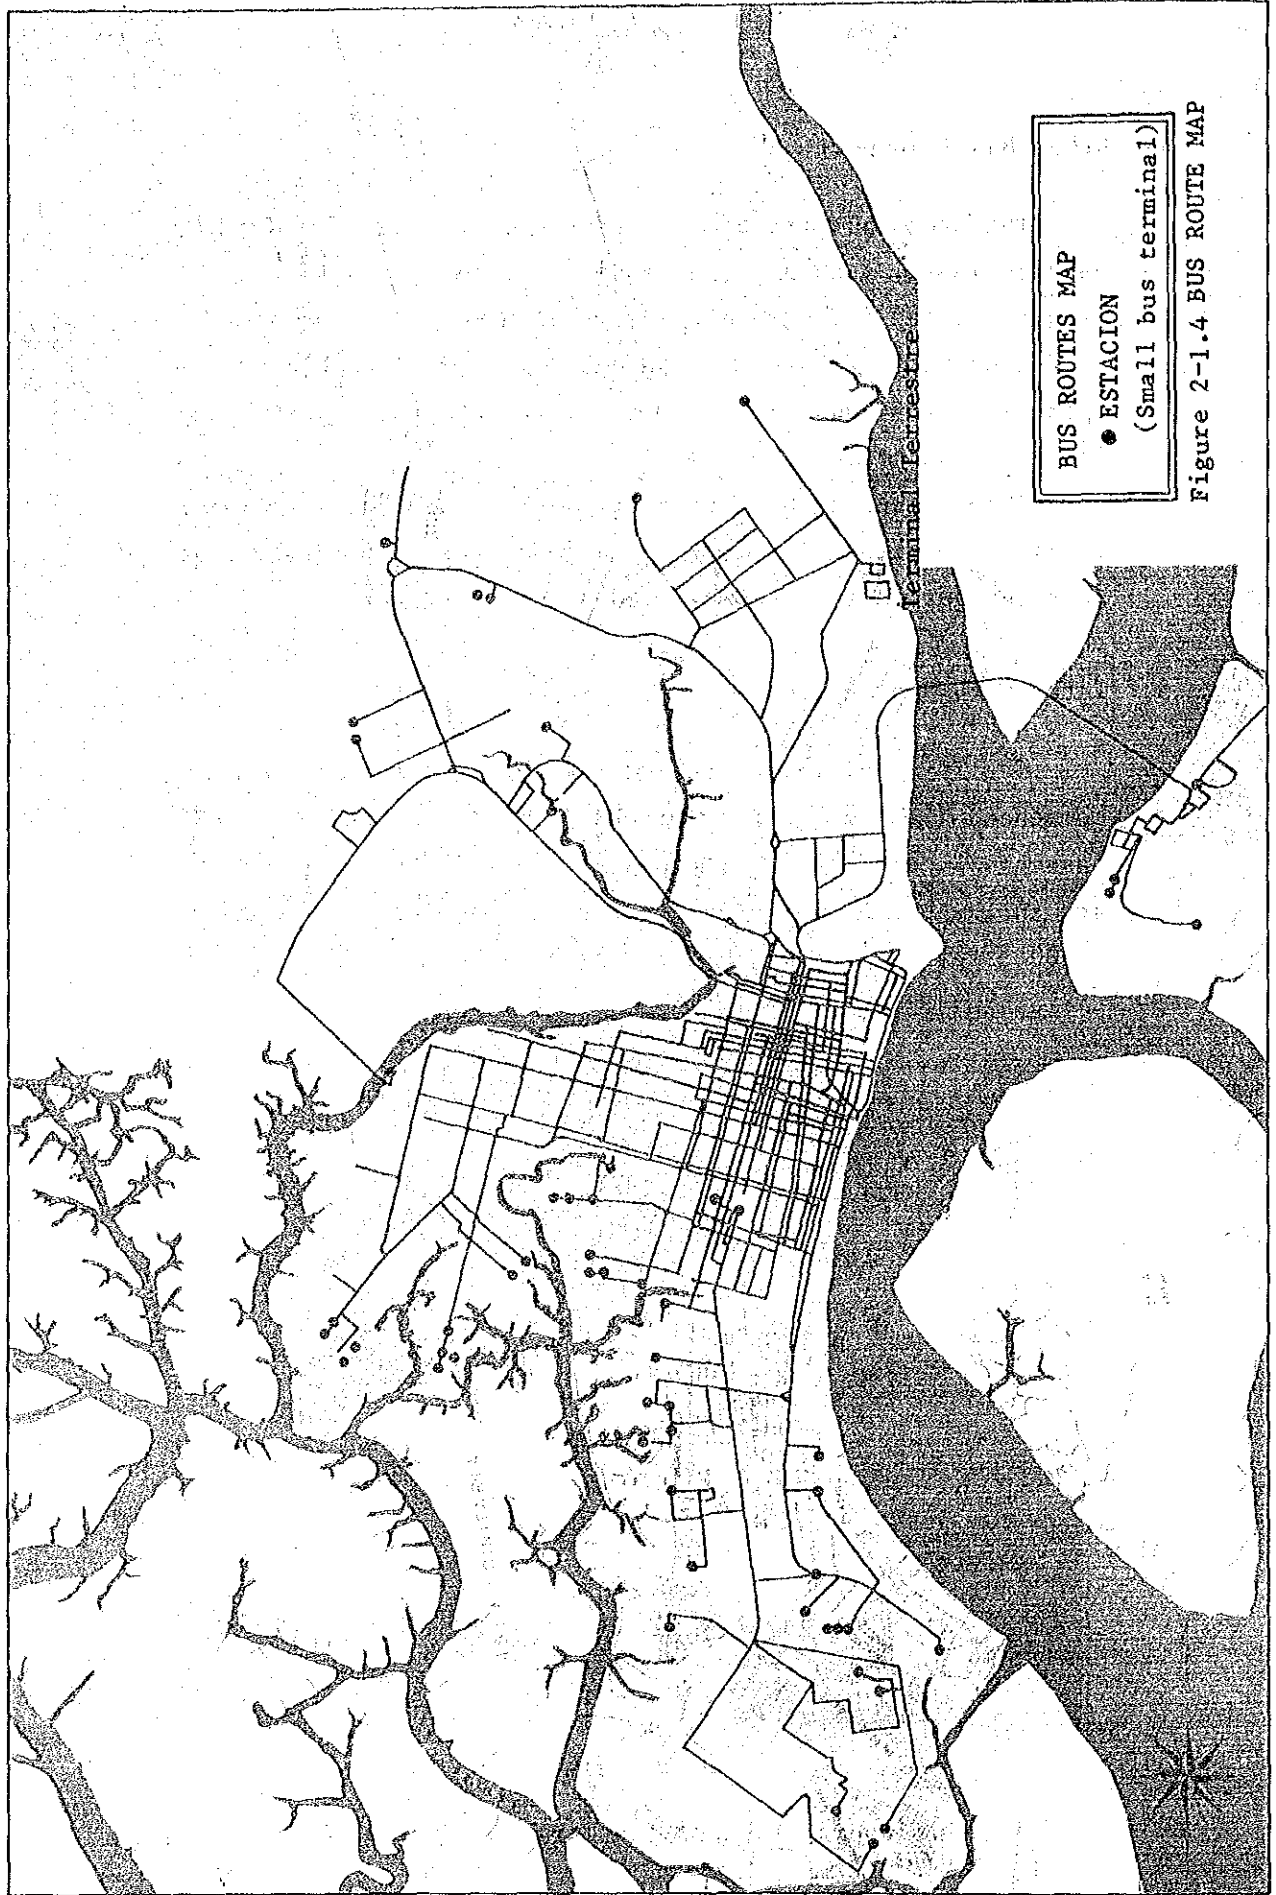 Terminal Terrestre
BUS ROUTES MAP
● ESTACION
(Small bus terminal)
Figure 2-1.4 BUS ROUTE MAP